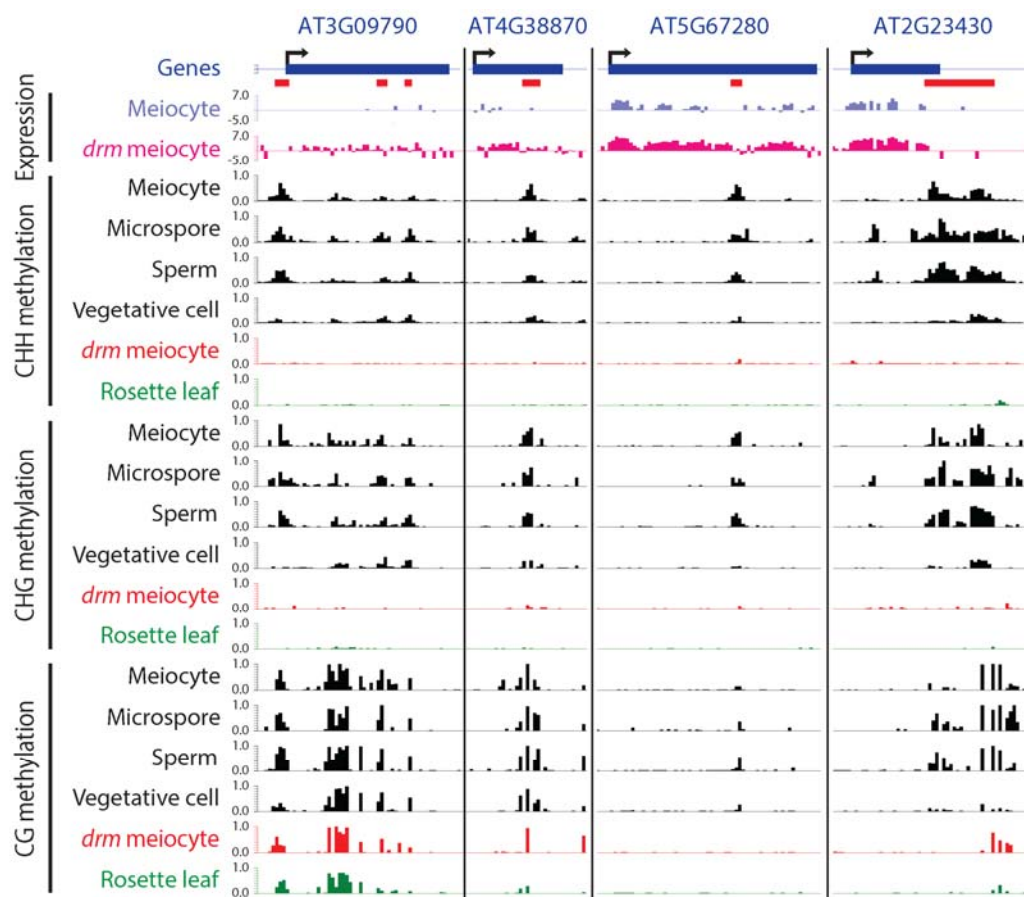 AT3G09790 AT4G38870 AT5G67280 AT2G23430
Genes
Expression
Meiocyte 7.0 -5.0
drm meiocyte 7.0 -5.0
CHH methylation
Meiocyte 1.0 0.0
Microspore 1.0 0.0
Sperm 1.0 0.0
Vegetative cell 1.0 0.0
drm meiocyte 1.0 0.0
Rosette leaf 1.0 0.0
CHG methylation
Meiocyte 1.0 0.0
Microspore 1.0 0.0
Sperm 1.0 0.0
Vegetative cell 1.0 0.0
drm meiocyte 1.0 0.0
Rosette leaf 1.0 0.0
CG methylation
Meiocyte 1.0 0.0
Microspore 1.0 0.0
Sperm 1.0 0.0
Vegetative cell 1.0 0.0
drm meiocyte 1.0 0.0
Rosette leaf 1.0 0.0